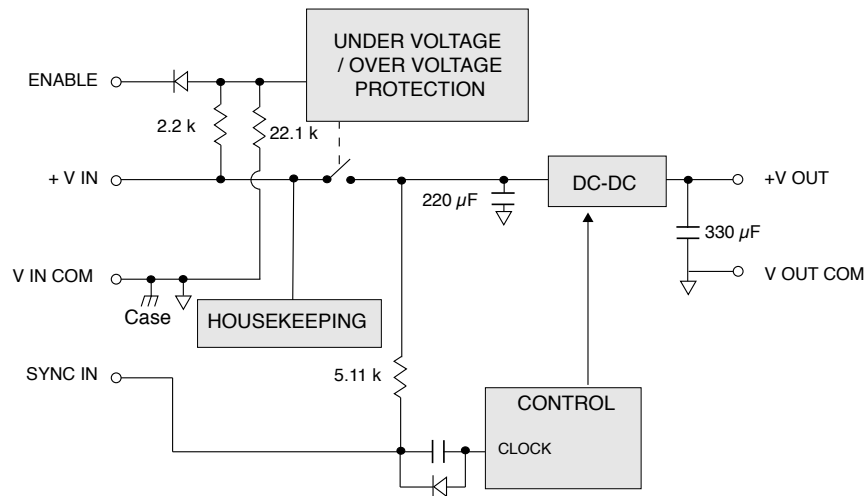 UNDER VOLTAGE
/ OVER VOLTAGE
PROTECTION
ENABLE
2.2 k
22.1 k
+ V IN
DC-DC
+V OUT
220 µF
330 µF
V IN COM
V OUT COM
Case
HOUSEKEEPING
SYNC IN
5.11 k
CONTROL
CLOCK